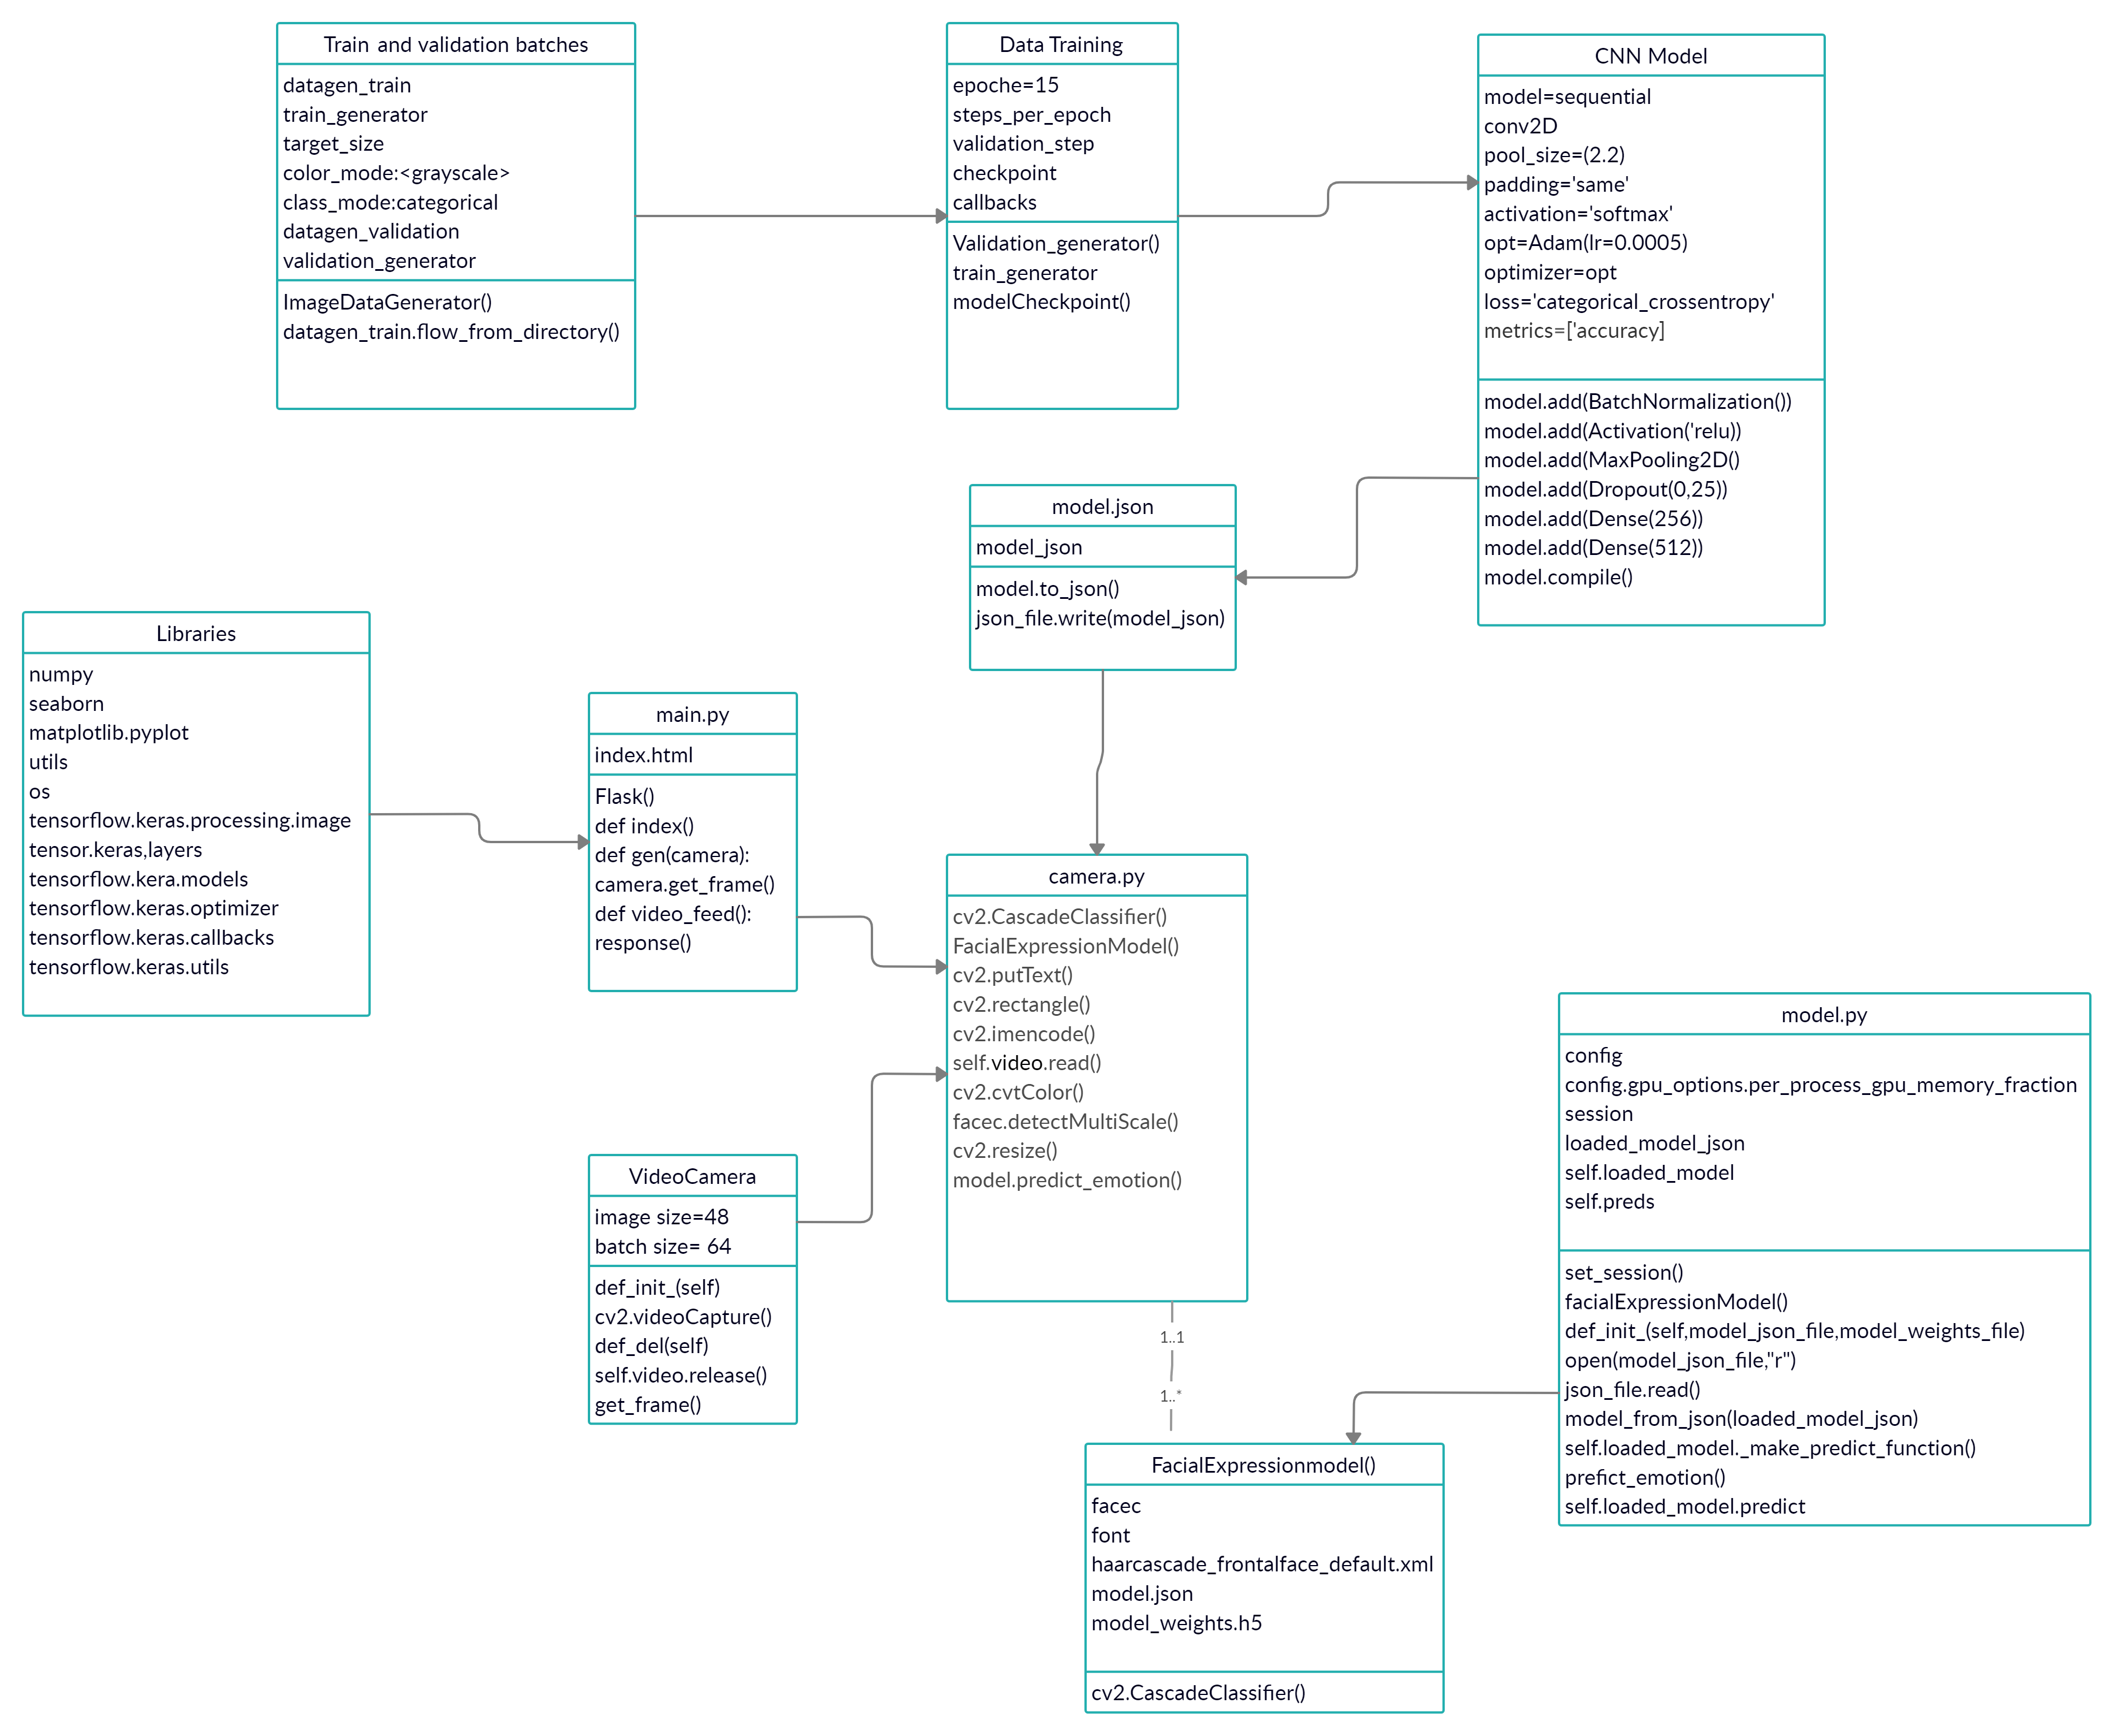 Train and validation batches
datagen_train
train_generator
target_size
color_mode:<grayscale>
class_mode:categorical
datagen_validation
validation_generator
ImageDataGenerator()
datagen_train.flow_from_directory()
Data Training
epoche=15
steps_per_epoch
validation_step
checkpoint
callbacks
Validation_generator()
train_generator
modelCheckpoint()
CNN Model
model=sequential
conv2D
pool_size=(2.2)
padding='same'
activation='softmax'
opt=Adam(lr=0.0005)
optimizer=opt
loss='categorical_crossentropy'
metrics=['accuracy]
model.add(BatchNormalization())
model.add(Activation('relu))
model.add(MaxPooling2D()
model.add(Dropout(0,25))
model.add(Dense(256))
model.add(Dense(512))
model.compile()
model.json
model_json
model.to_json()
json_file.write(model_json)
Libraries
numpy
seaborn
matplotlib.pyplot
utils
os
tensorflow.keras.processing.image
tensor.keras,layers
tensorflow.kera.models
tensorflow.keras.optimizer
tensorflow.keras.callbacks
tensorflow.keras.utils
main.py
index.html
Flask()
def index()
def gen(camera):
camera.get_frame()
def video_feed():
response()
camera.py
cv2.CascadeClassifier()
FacialExpressionModel()
cv2.putText()
cv2.rectangle()
cv2.imencode()
self.video.read()
cv2.cvtColor()
facec.detectMultiScale()
cv2.resize()
model.predict_emotion()
VideoCamera
image size=48
batch size= 64
def_init_(self)
cv2.videoCapture()
def_del(self)
self.video.release()
get_frame()
model.py
config
config.gpu_options.per_process_gpu_memory_fraction
session
loaded_model_json
self.loaded_model
self.preds
set_session()
facialExpressionModel()
def_init_(self,model_json_file,model_weights_file)
open(model_json_file,"r")
json_file.read()
model_from_json(loaded_model_json)
self.loaded_model._make_predict_function()
prefict_emotion()
self.loaded_model.predict
1..1
1..*
FacialExpressionmodel()
facec
font
haarcascade_frontalface_default.xml
model.json
model_weights.h5
cv2.CascadeClassifier()